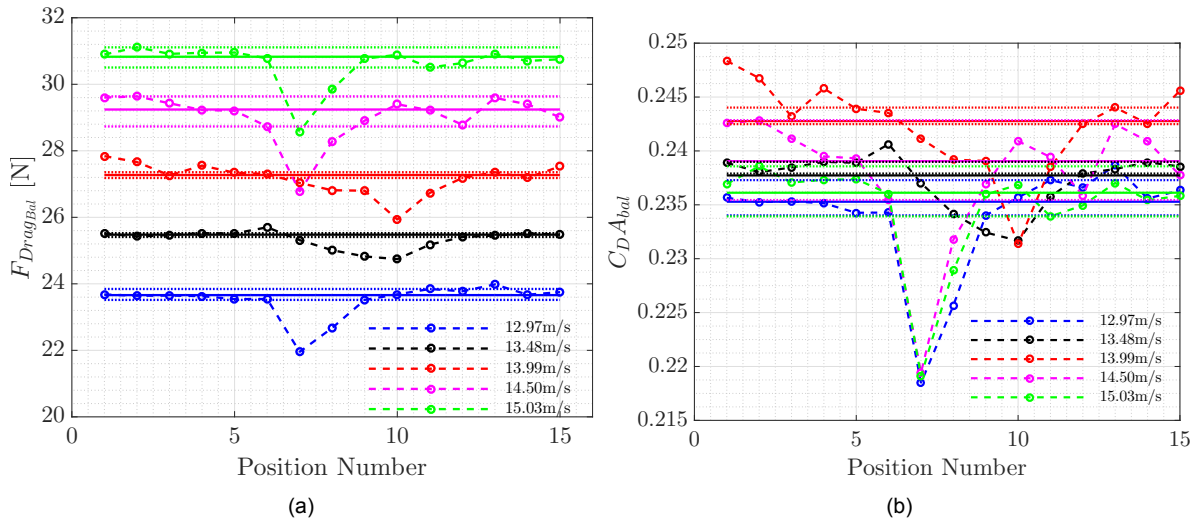 32
30
28
26
24
22
20
F_{Drag_{Bal}} [N]
0
5
10
15
Position Number
12.97m/s
13.48m/s
13.99m/s
14.50m/s
15.03m/s
(a)
0.25
0.245
0.24
0.235
0.23
0.225
0.22
0.215
C_D A_{bal}
0
5
10
15
Position Number
12.97m/s
13.48m/s
13.99m/s
14.50m/s
15.03m/s
(b)